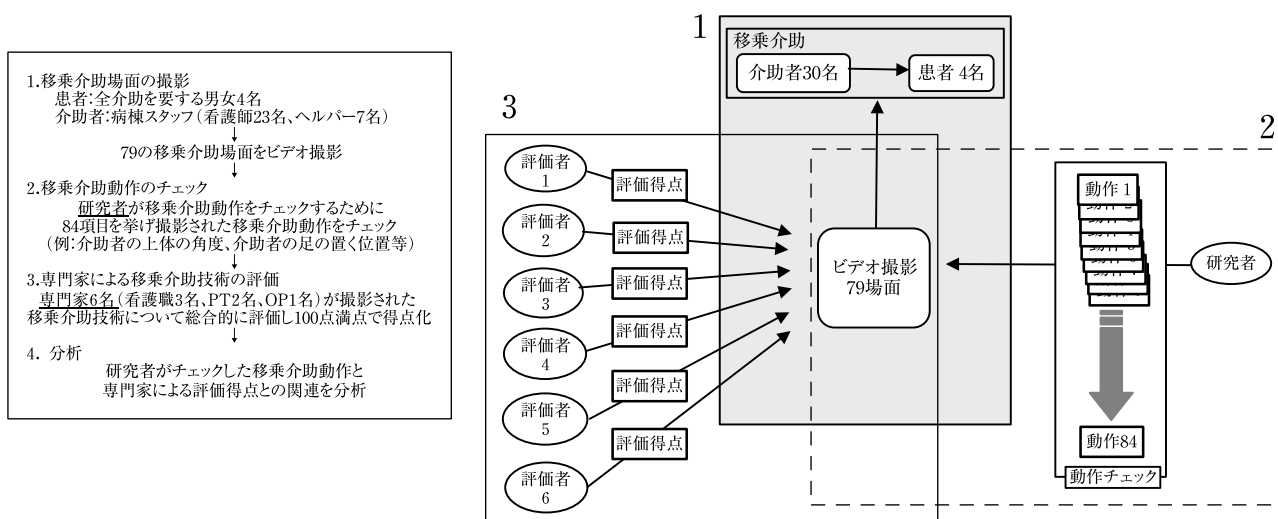 1.移乗介助場面の撮影
患者:全介助を要する男女4名
介助者:病棟スタッフ(看護師23名、ヘルパー7名)
79の移乗介助場面をビデオ撮影
2.移乗介助動作のチェック
研究者が移乗介助動作をチェックするために
84項目を挙げ撮影された移乗介助動作をチェック
(例:介助者の上体の角度、介助者の足の置く位置等)
3.専門家による移乗介助技術の評価
専門家6名(看護職3名、PT2名、OP1名)が撮影された
移乗介助技術について総合的に評価し100点満点で得点化
4. 分析
研究者がチェックした移乗介助動作と
専門家による評価得点との関連を分析
1
移乗介助
介助者30名
患者 4名
3
評価者
1
評価得点
評価者
2
評価得点
評価者
3
評価得点
評価者
4
評価得点
評価者
5
評価得点
評価者
6
評価得点
ビデオ撮影
79場面
2
動作 1
動作84
動作チェック
研究者